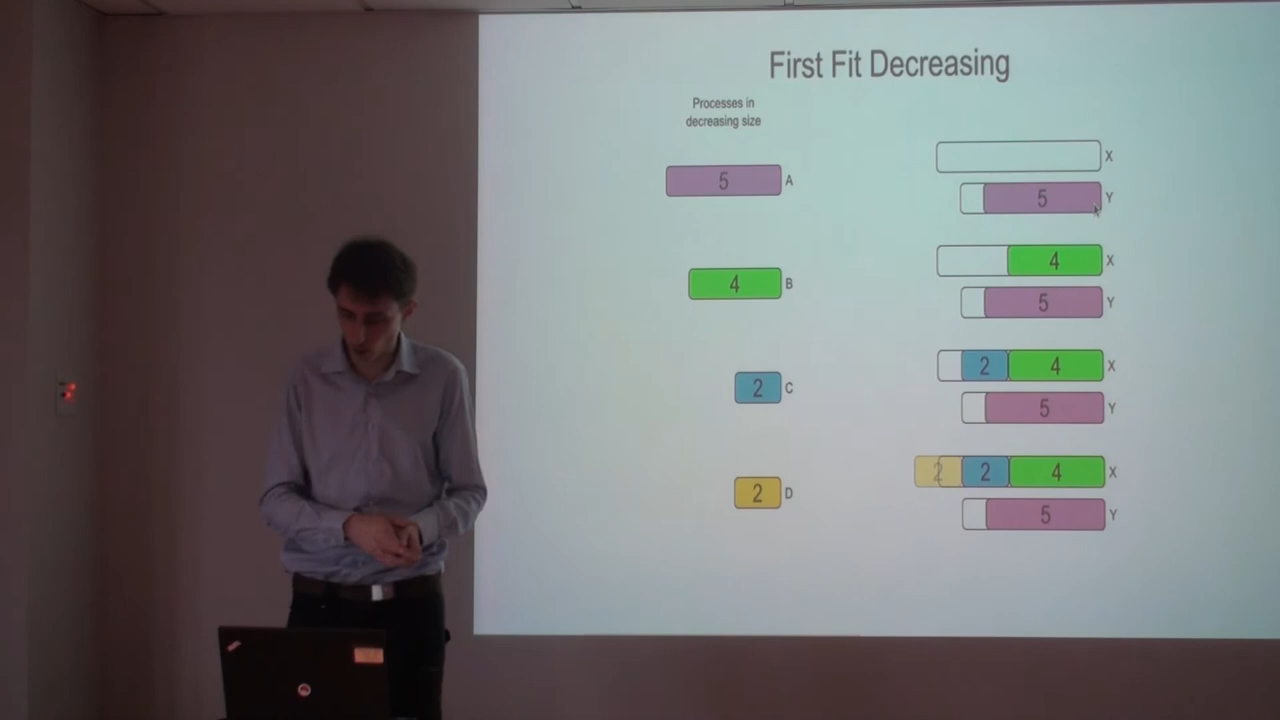 First Fit Decreasing
Processes in
decreasing size
5 A
X
5 Y
4 B
4 X
5 Y
2 C
2 4 X
5 Y
2 D
2 2 4 X
5 Y